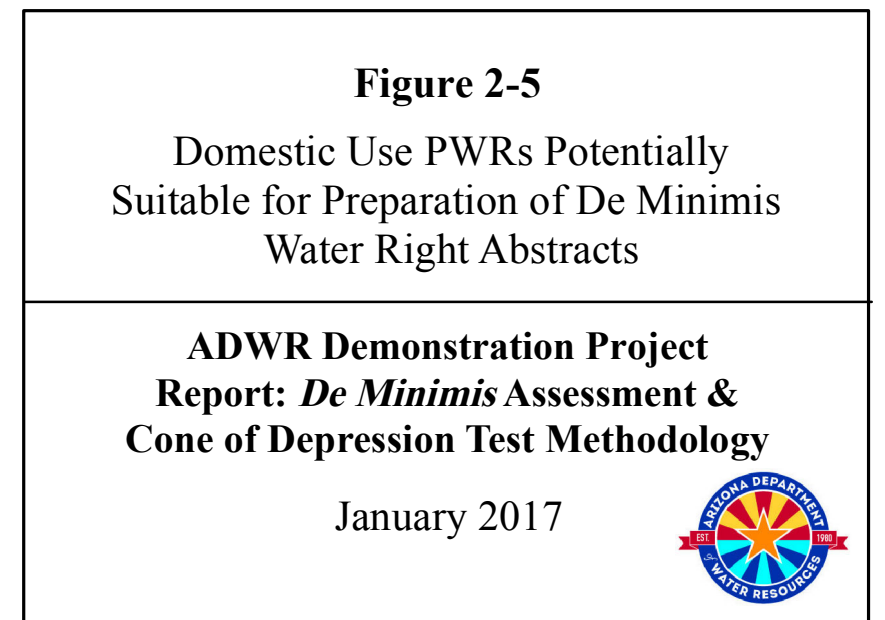 Figure 2-5
Domestic Use PWRs Potentially
Suitable for Preparation of De Minimis
Water Right Abstracts
ADWR Demonstration Project
Report: De Minimis Assessment &
Cone of Depression Test Methodology
January 2017
ARIZONA DEPARTMENT
EST.
1980
of
WATER RESOURCES